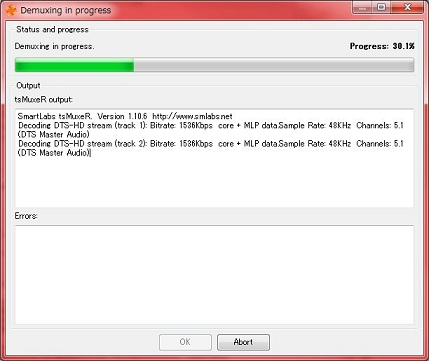 Demuxing in progress
Status and progress
Demuxing in progress.
Progress: 30.1%
Output
tsMuxeR output:
SmartLabs tsMuxeR. Version 1.10.6 http://www.smlabs.net
Decoding DTS-HD stream (track 1): Bitrate: 1536Kbps core + MLP data.Sample Rate: 48KHz Channels: 5.1
(DTS Master Audio)
Decoding DTS-HD stream (track 2): Bitrate: 1536Kbps core + MLP data.Sample Rate: 48KHz Channels: 5.1
(DTS Master Audio)
Errors:
OK
Abort